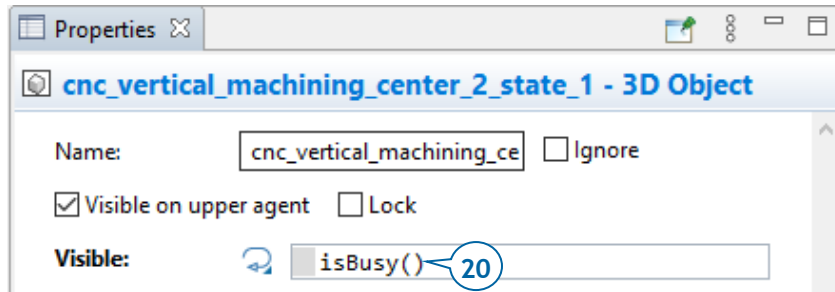 Properties
cnc_vertical_machining_center_2_state_1 - 3D Object
Name: cnc_vertical_machining_ce Ignore
Visible on upper agent Lock
Visible: isBusy() 20